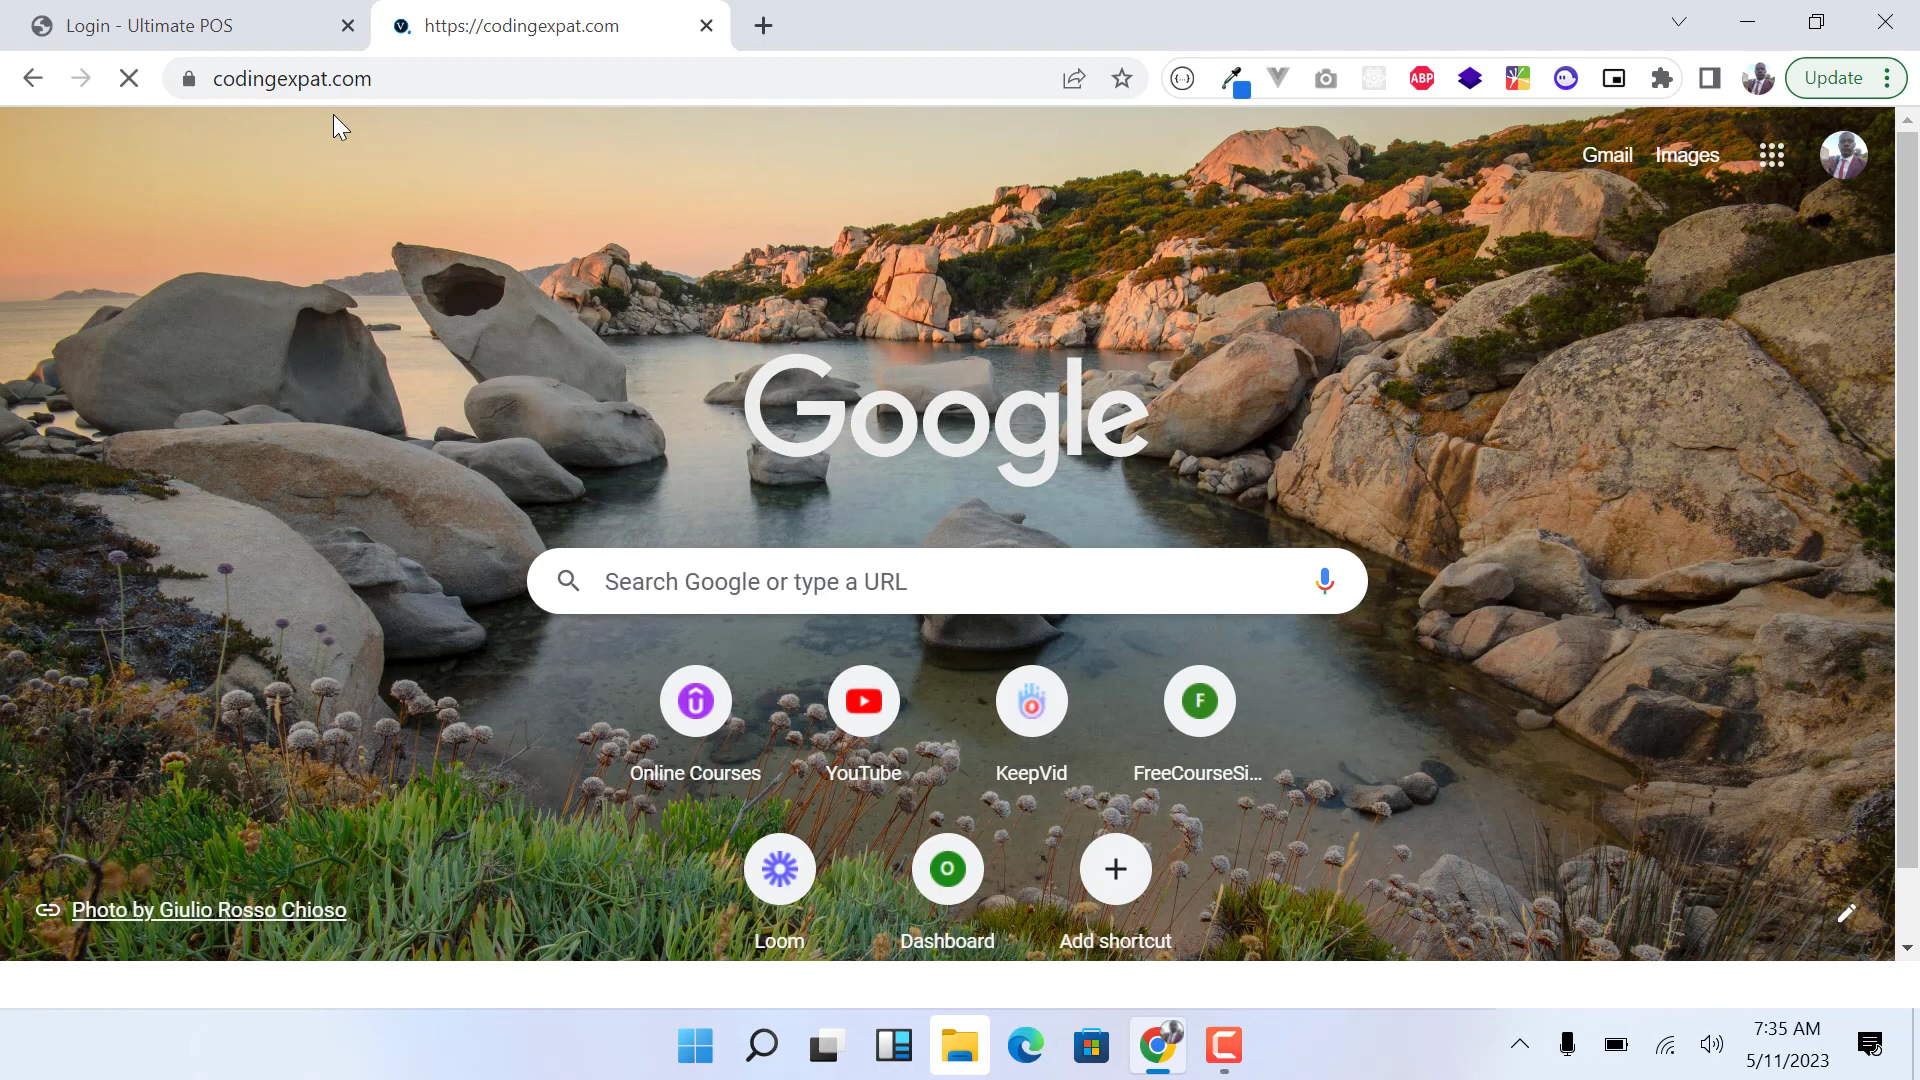 Login - Ultimate POS
https://codingexpat.com
codingexpat.com
ABP
Update
Gmail
Images
Google
Search Google or type a URL
F
Online Courses
YouTube
KeepVid
FreeCourseSi...
O
Loom
Dashboard
Add shortcut
Photo by Giulio Rosso Chioso
7:35 AM
5/11/2023